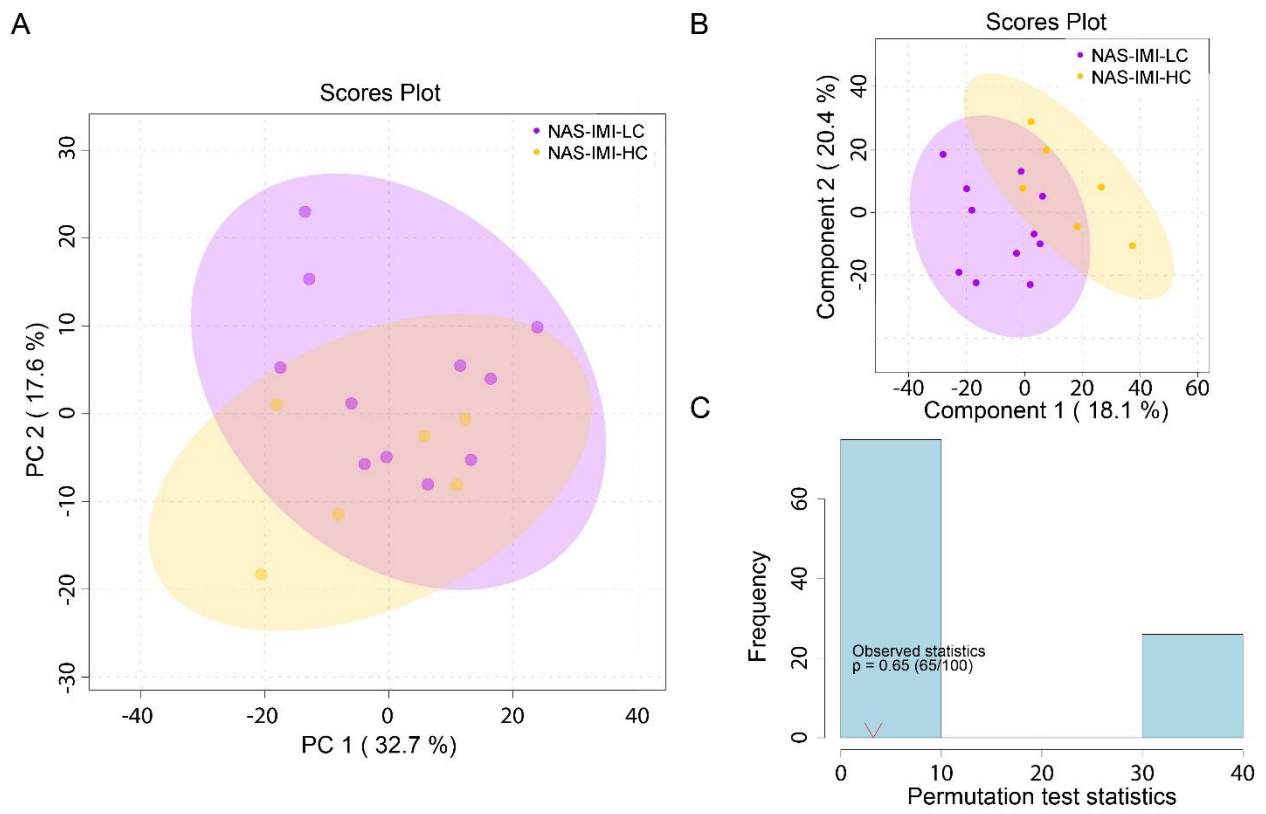 A
Scores Plot
NAS-IMI-LC
NAS-IMI-HC
30
20
10
0
-10
-20
-30
PC 2 ( 17.6 %)
-40
-20
0
20
40
PC 1 ( 32.7 %)
B
Scores Plot
NAS-IMI-LC
NAS-IMI-HC
40
20
0
-20
Component 2 ( 20.4 %)
-40
-20
0
20
40
60
Component 1 ( 18.1 %)
C
60
40
20
0
Frequency
Observed statistics
p = 0.65 (65/100)
0
10
20
30
40
Permutation test statistics